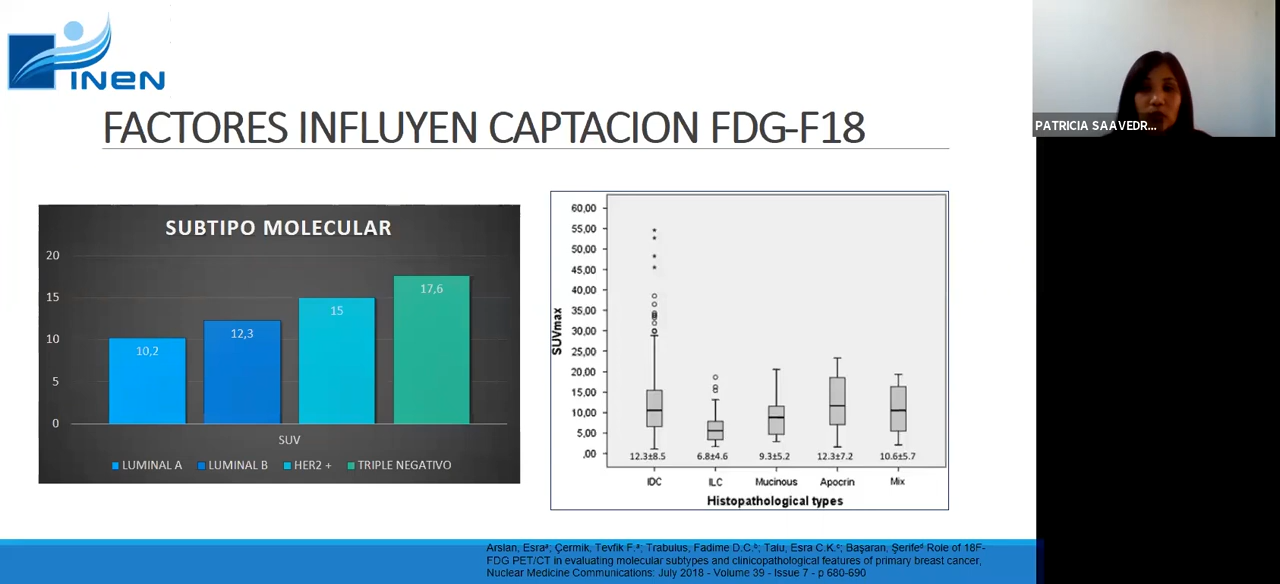 INEN
PATRICIA SAAVEDR...
FACTORES INFLUYEN CAPTACION FDG-F18
SUBTIPO MOLECULAR
20
15
10
5
0
10,2
12,3
15
17,6
SUV
LUMINAL A LUMINAL B HER2 + TRIPLE NEGATIVO
SUVmax
60,00
55,00
50,00
45,00
40,00
35,00
30,00
25,00
20,00
15,00
10,00
5,00
,00
12.3±8.5 6.8±4.6 9.3±5.2 12.3±7.2 10.6±5.7
IDC ILC Mucinous Apocrin Mix
Histopathological types
Arslan, Esraᵃ; Çermik, Tevfik F.ᵃ; Trabulus, Fadime D.C.ᵇ; Talu, Esra C.K.ᶜ; Başaran, Şerifeᵈ Role of 18F-
FDG PET/CT in evaluating molecular subtypes and clinicopathological features of primary breast cancer,
Nuclear Medicine Communications: July 2018 - Volume 39 - Issue 7 - p 680-690